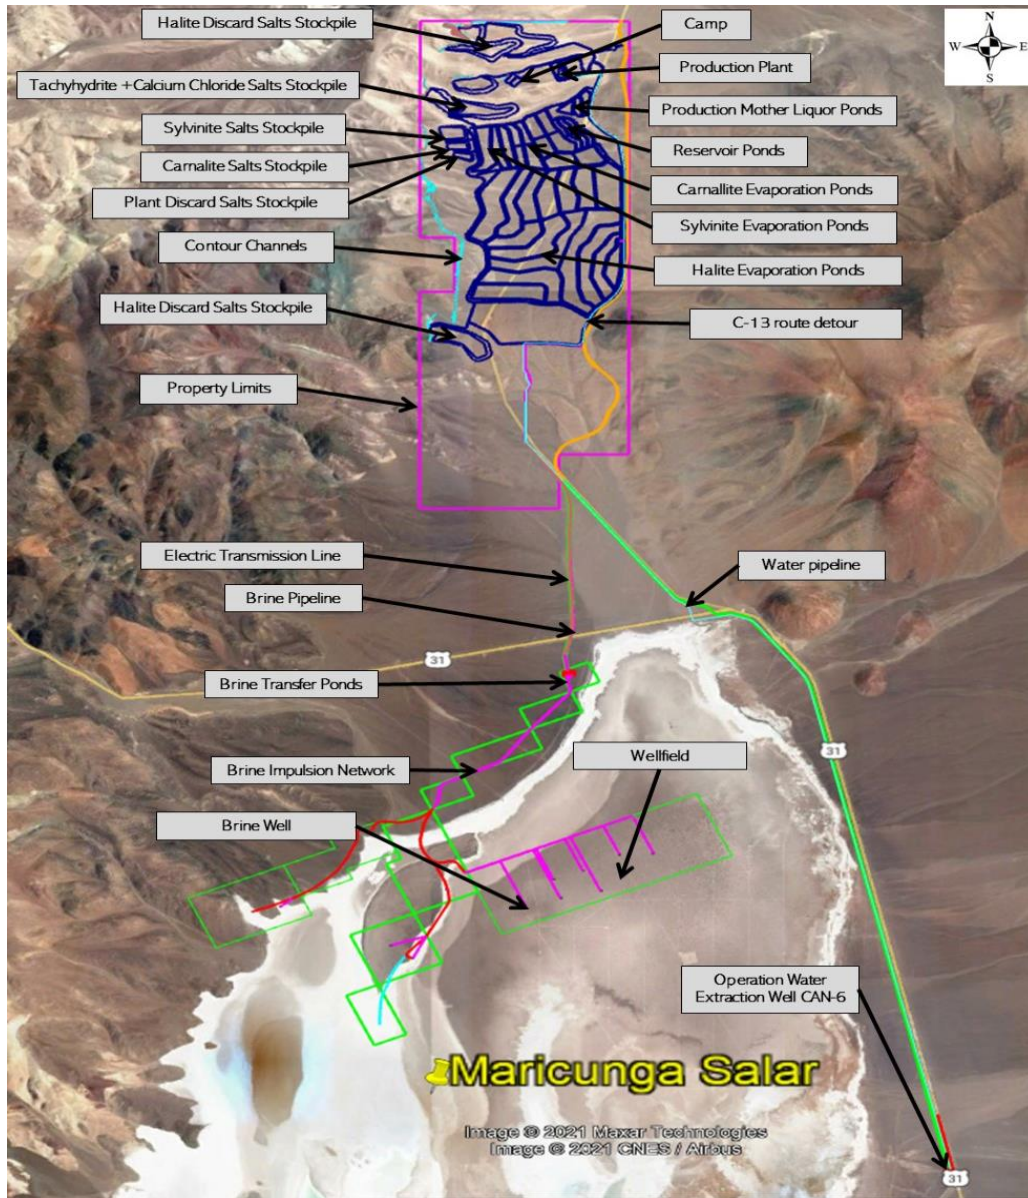 Halite Discard Salts Stockpile
Camp
N
W
E
S
Production Plant
Tachyhydrite +Calcium Chloride Salts Stockpile
Production Mother Liquor Ponds
Sylvinite Salts Stockpile
Reservoir Ponds
Carnalite Salts Stockpile
Carnallite Evaporation Ponds
Plant Discard Salts Stockpile
Sylvinite Evaporation Ponds
Contour Channels
Halite Evaporation Ponds
Halite Discard Salts Stockpile
C-13 route detour
Property Limits
Electric Transmission Line
Water pipeline
Brine Pipeline
31
Brine Transfer Ponds
31
Wellfield
Brine Impulsion Network
Brine Well
Operation Water
Extraction Well CAN-6
Maricunga Salar
Image © 2021 Maxar Technologies
Image © 2021 CNES / Airbus
31